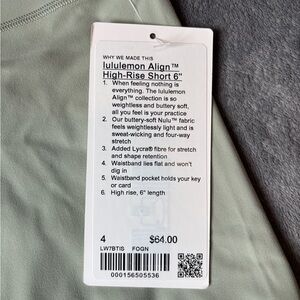 WHY WE MADE THIS
lululemon Align™
High-Rise Short 6"
1. When feeling nothing is
everything. The lululemon
Align™ collection is so
weightless and buttery soft,
all you feel is your practice
2. Our buttery-soft Nulu™ fabric
feels weightlessly light and is
sweat-wicking and four-way
stretch
3. Added Lycra® fibre for stretch
and shape retention
4. Waistband lies flat and won't
dig in
5. Waistband pocket holds your key
or card
6. High rise, 6" length
4 $64.00
LW7BTIS FOGN
000156505536